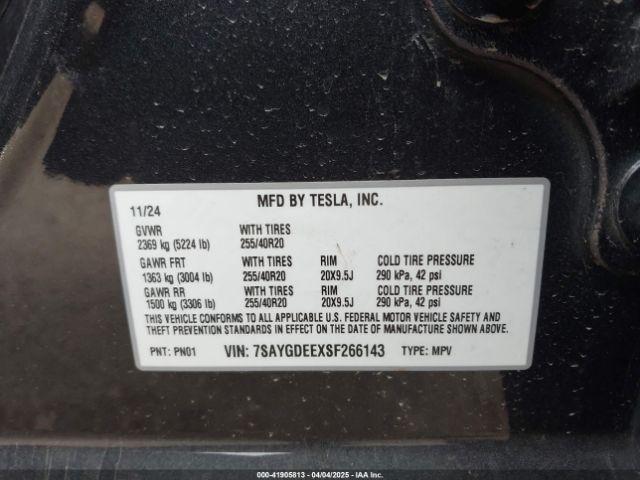 MFD BY TESLA, INC.
11/24
GVWR WITH TIRES
2369 kg (5224 lb) 255/40R20
GAWR FRT WITH TIRES RIM COLD TIRE PRESSURE
1363 kg (3004 lb) 255/40R20 20X9.5J 290 kPa, 42 psi
GAWR RR WITH TIRES RIM COLD TIRE PRESSURE
1500 kg (3306 lb) 255/40R20 20X9.5J 290 kPa, 42 psi
THIS VEHICLE CONFORMS TO ALL APPLICABLE U.S. FEDERAL MOTOR VEHICLE SAFETY AND
THEFT PREVENTION STANDARDS IN EFFECT ON THE DATE OF MANUFACTURE SHOWN ABOVE.
PNT: PN01 VIN: 7SAYGDEEXSF266143 TYPE: MPV
000-41905813 - 04/04/2025 - IAA Inc.